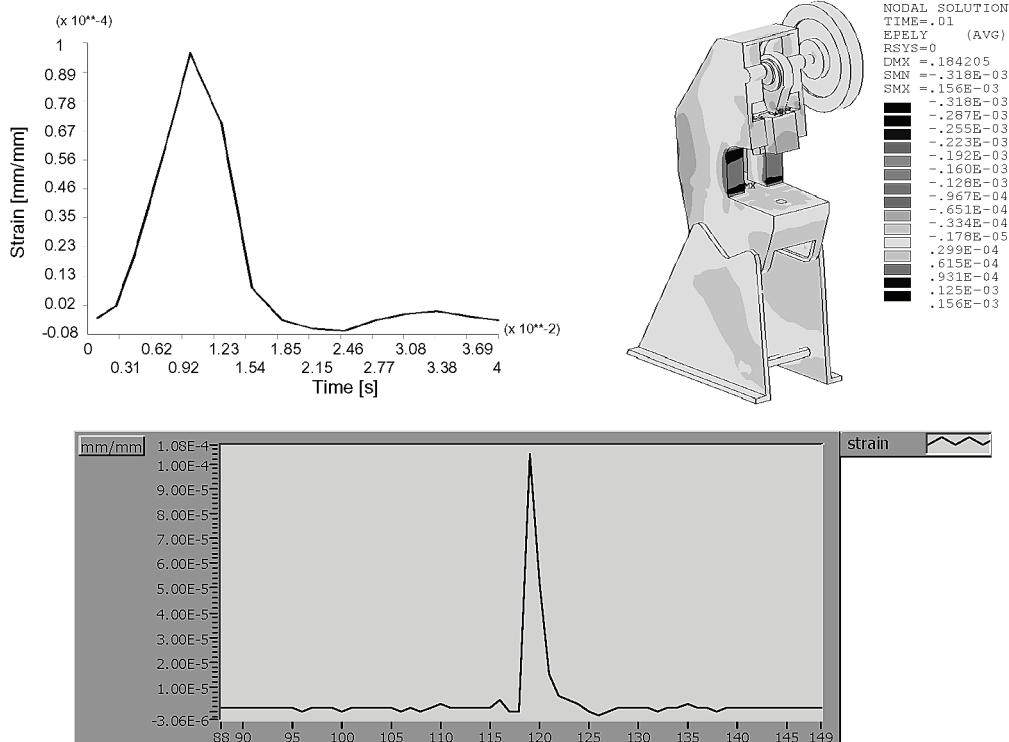 (x 10**-4)
1
0.89
0.78
0.67
0.56
0.46
0.35
0.23
0.13
0.02
-0.08
Strain [mm/mm]
(x 10**-2)
0 0.62 1.23 1.85 2.46 3.08 3.69
0.31 0.92 1.54 2.15 2.77 3.38 4
Time [s]
NODAL SOLUTION
TIME=.01
EPELY (AVG)
RSYS=0
DMX =.184205
SMN =-.318E-03
SMX =.156E-03
-.318E-03
-.287E-03
-.255E-03
-.223E-03
-.192E-03
-.160E-03
-.128E-03
-.967E-04
-.651E-04
-.334E-04
-.178E-05
.299E-04
.615E-04
.931E-04
.125E-03
.156E-03
mm/mm
1.08E-4
1.00E-4
9.00E-5
8.00E-5
7.00E-5
6.00E-5
5.00E-5
4.00E-5
3.00E-5
2.00E-5
1.00E-5
-3.06E-6
88 90 95 100 105 110 115 120 125 130 135 140 145 149
strain